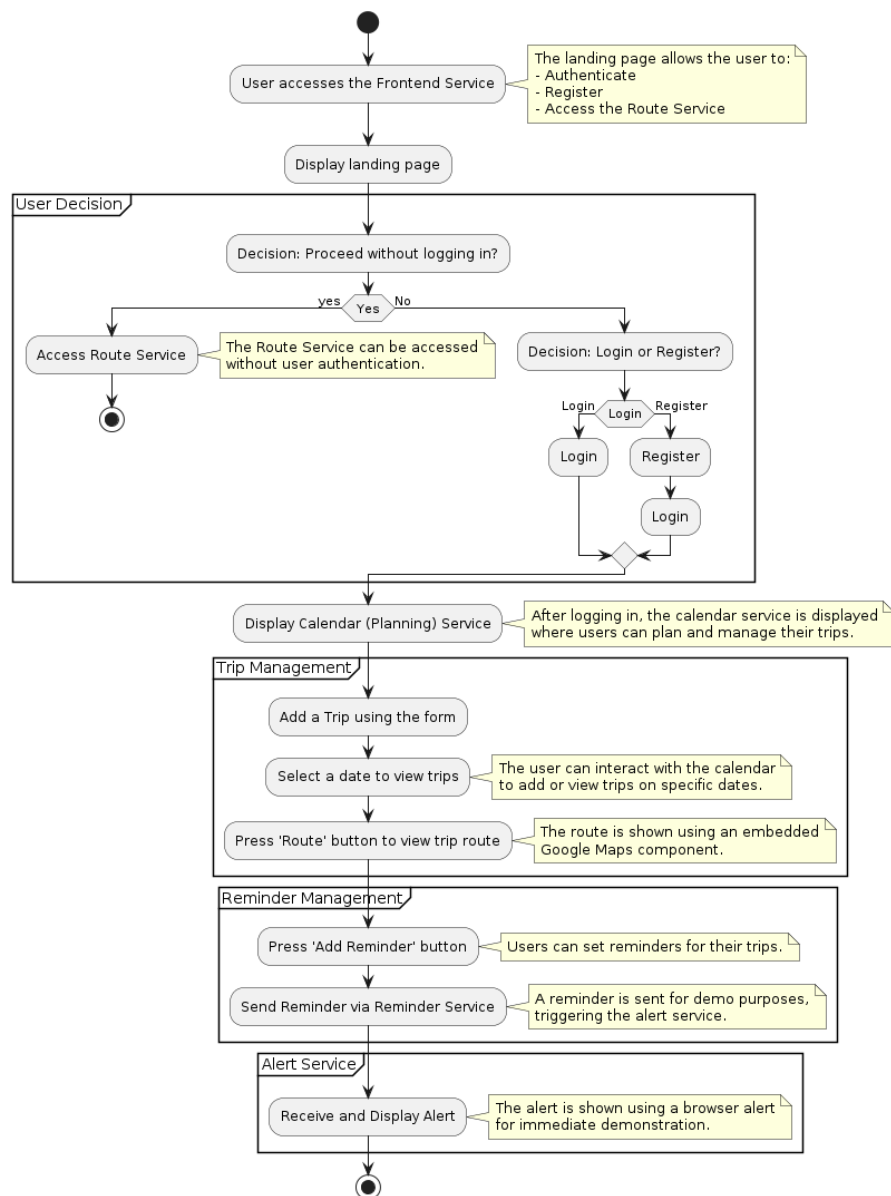 User accesses the Frontend Service
The landing page allows the user to:
- Authenticate
- Register
- Access the Route Service
Display landing page
User Decision
Decision: Proceed without logging in?
yes
Yes
No
Access Route Service
The Route Service can be accessed
without user authentication.
Decision: Login or Register?
Login
Login
Register
Login
Register
Login
Display Calendar (Planning) Service
After logging in, the calendar service is displayed
where users can plan and manage their trips.
Trip Management
Add a Trip using the form
Select a date to view trips
The user can interact with the calendar
to add or view trips on specific dates.
Press 'Route' button to view trip route
The route is shown using an embedded
Google Maps component.
Reminder Management
Press 'Add Reminder' button
Users can set reminders for their trips.
Send Reminder via Reminder Service
A reminder is sent for demo purposes,
triggering the alert service.
Alert Service
Receive and Display Alert
The alert is shown using a browser alert
for immediate demonstration.